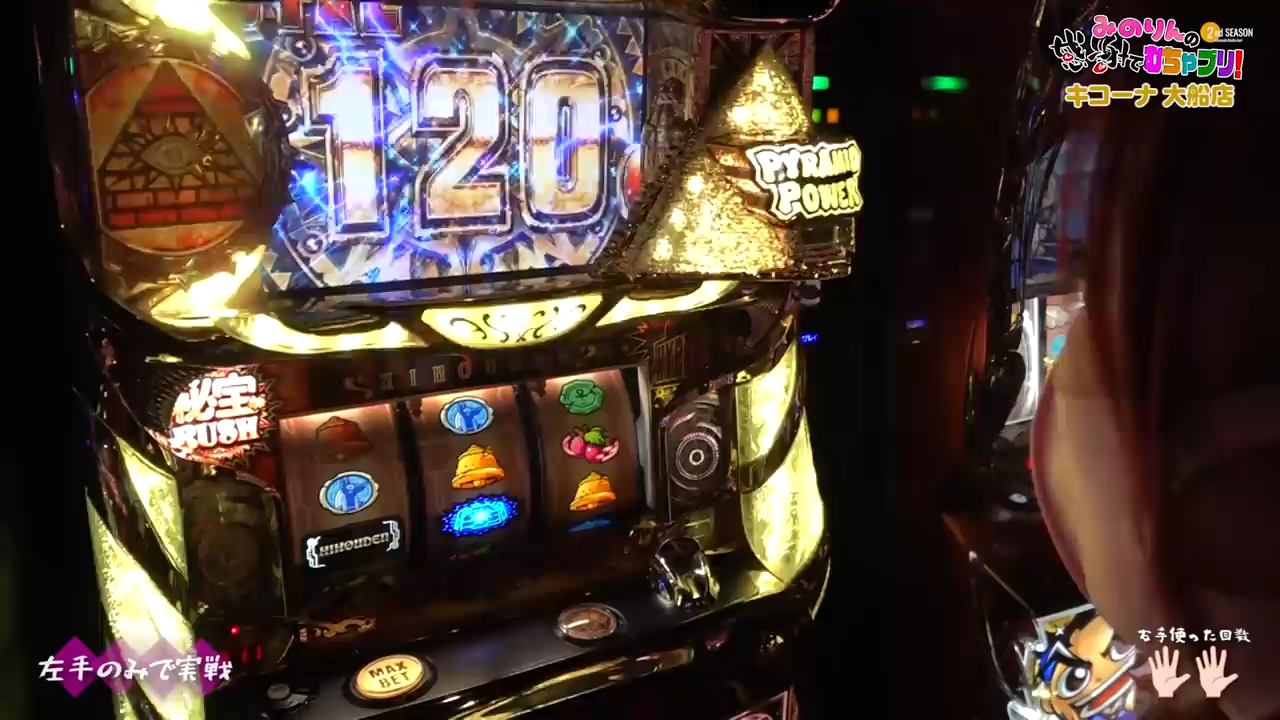 みのりんの
2nd SEASON
むちゃブリ!
キコーナ 大船店
120
PYRAMID
POWER
秘宝
RUSH
HIHOUDEN
MAX
BET
左手のみで実戦
お手使った回数